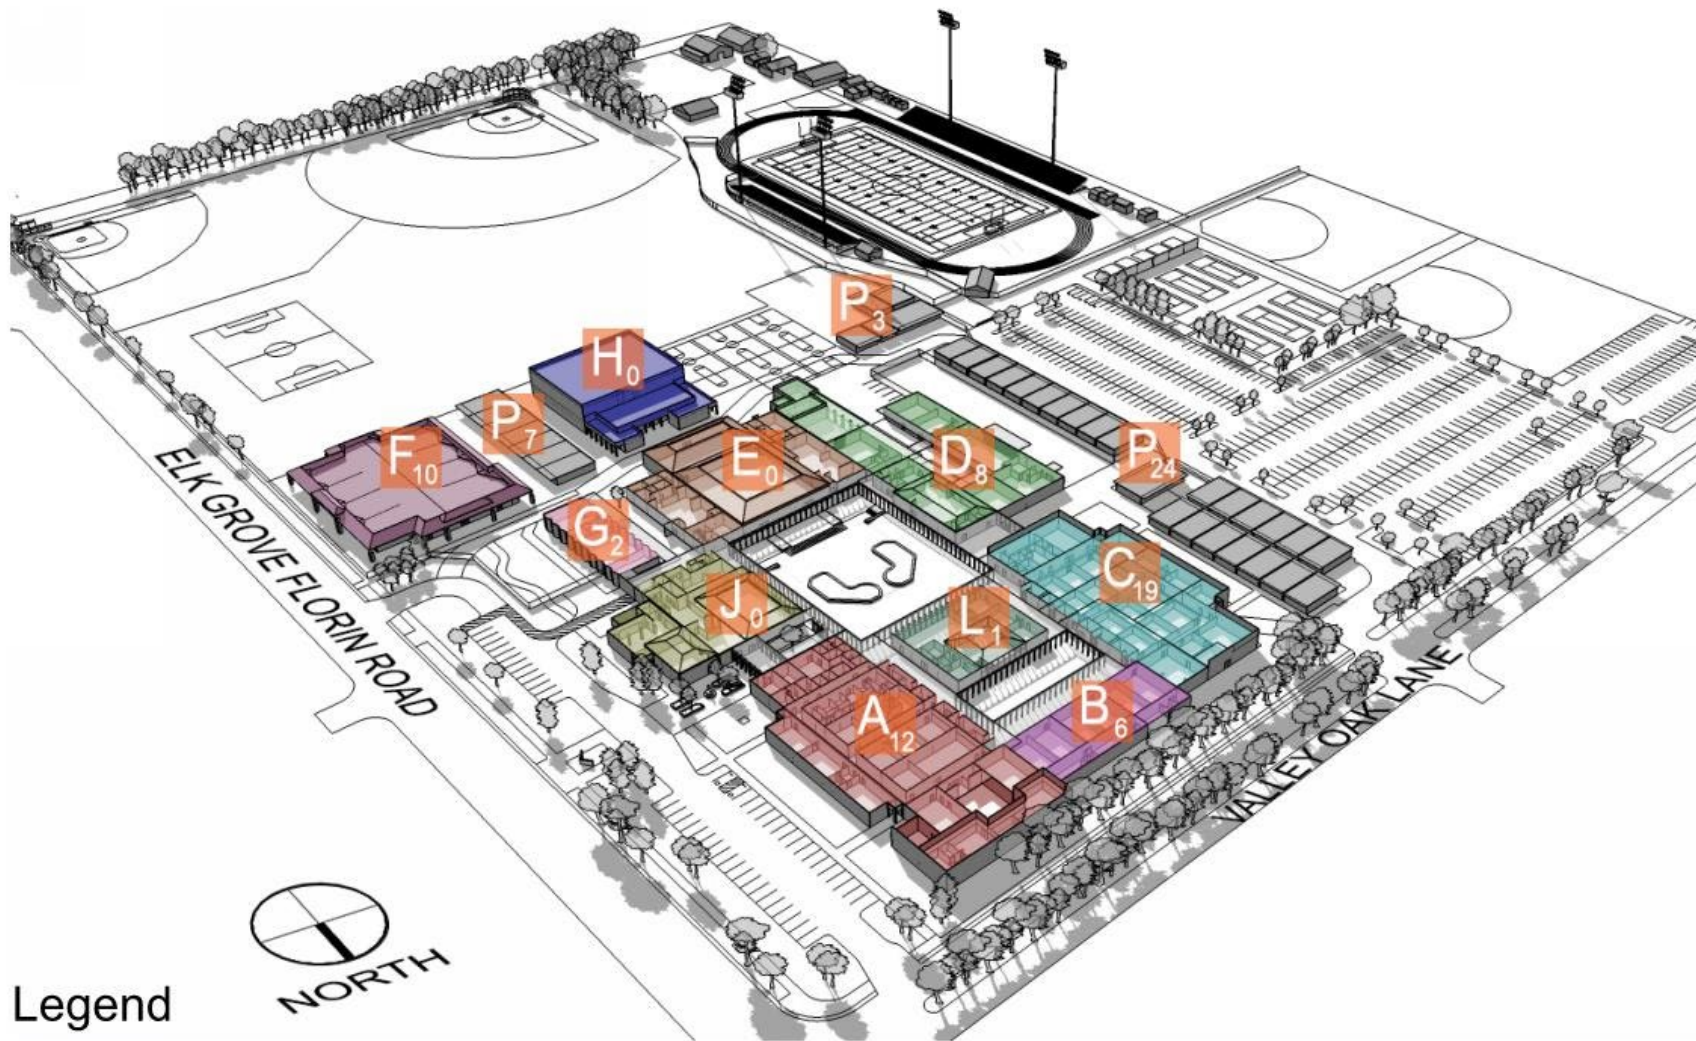 P3
H0
P7
F10
E0
D8
P24
G2
C19
J0
L1
A12
B6
ELK GROVE FLORIN ROAD
VALLEY OAK LANE
NORTH
Legend